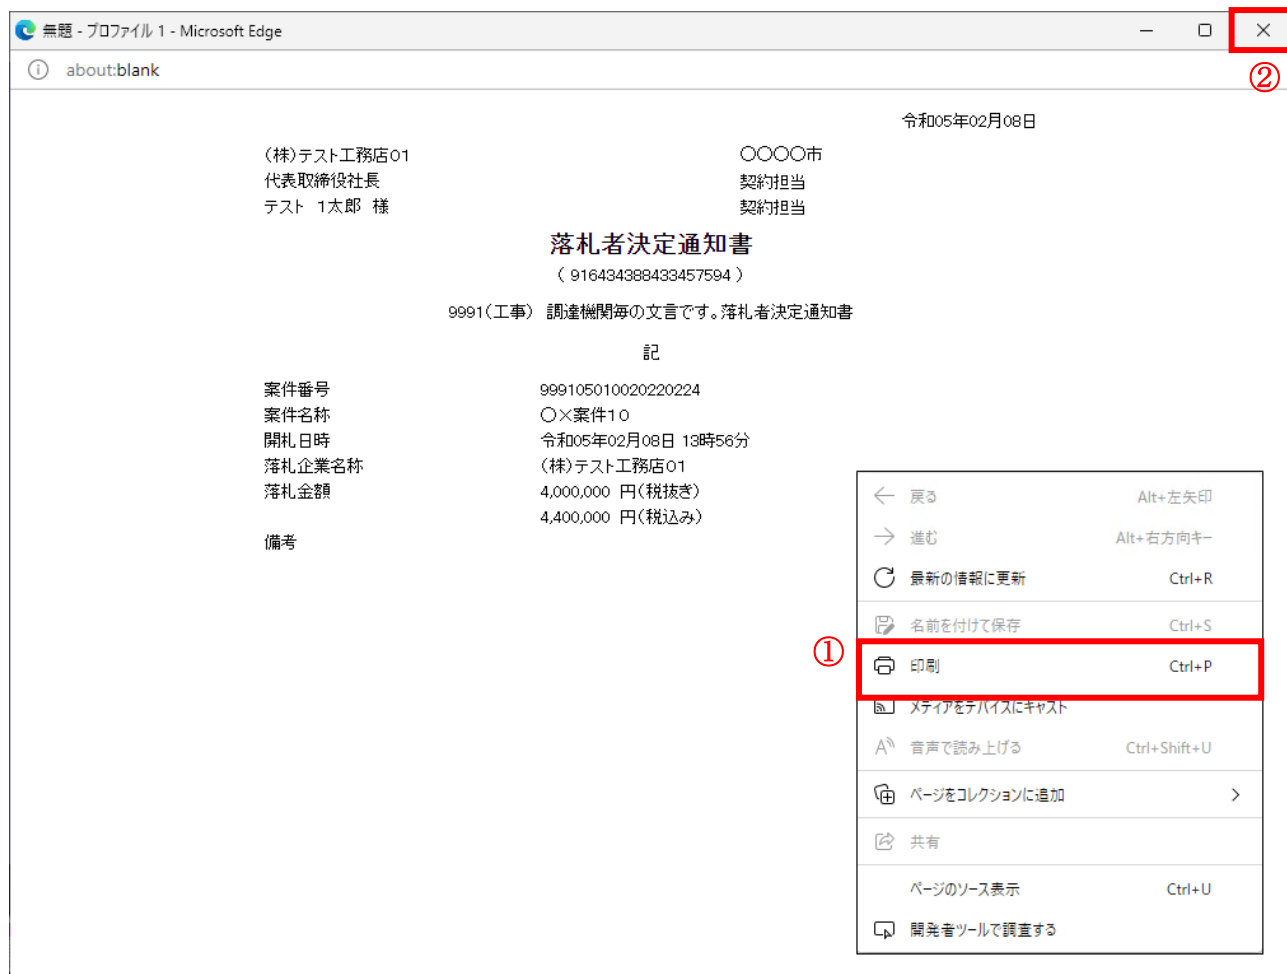 無題 - プロファイル 1 - Microsoft Edge
②
about:blank
令和05年02月08日
(株)テスト工務店01
〇〇〇〇市
代表取締役社長
契約担当
テスト 1太郎 様
契約担当
落札者決定通知書
( 916434388433457594 )
9991(工事) 調達機関毎の文言です。落札者決定通知書
記
案件番号 999105010020220224
案件名称 〇×案件10
開札日時 令和05年02月08日 13時56分
落札企業名称 (株)テスト工務店01
落札金額 4,000,000 円(税抜き)
4,400,000 円(税込み)
備考
戻る Alt+左矢印
進む Alt+右方向キー
最新の情報に更新 Ctrl+R
名前を付けて保存 Ctrl+S
①
印刷 Ctrl+P
メディアをデバイスにキャスト
音声で読み上げる Ctrl+Shift+U
ページをコレクションに追加
共有
ページのソース表示 Ctrl+U
開発者ツールで調査する